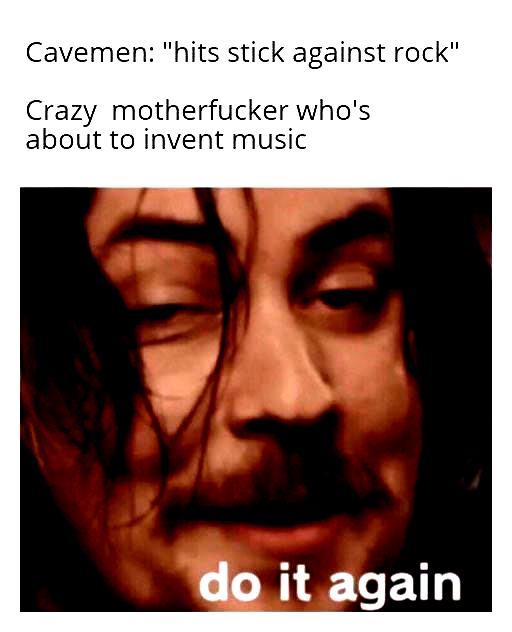 Cavemen: "hits stick against rock"
Crazy  motherfucker who's
about to invent music
do it again